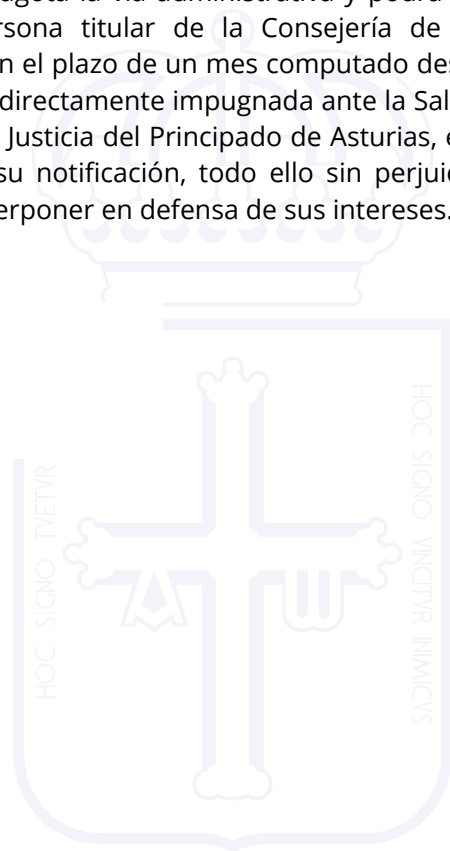 agota la vía administrativa y podrá
rsona titular de la Consejería de
n el plazo de un mes computado des
directamente impugnada ante la Sal
Justicia del Principado de Asturias, e
su notificación, todo ello sin perjuic
erponer en defensa de sus intereses.
HOC SIGNO TVETVR
HOC SIGNO VINCITVR INIMICVS